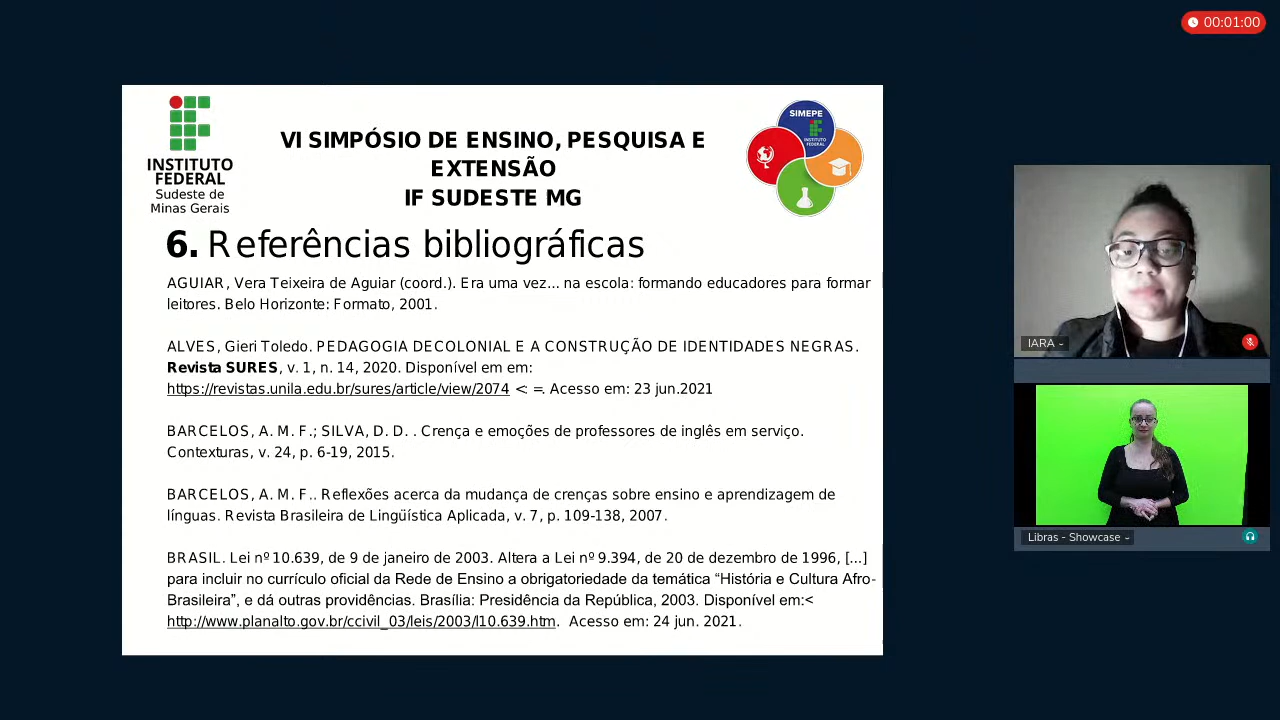 00:01:00
INSTITUTO
FEDERAL
Sudeste de
Minas Gerais
VI SIMPÓSIO DE ENSINO, PESQUISA E
EXTENSÃO
IF SUDESTE MG
SIMEPE
INSTITUTO
FEDERAL
6. Referências bibliográficas
AGUIAR, Vera Teixeira de Aguiar (coord.). Era uma vez... na escola: formando educadores para formar
leitores. Belo Horizonte: Formato, 2001.
ALVES, Gieri Toledo. PEDAGOGIA DECOLONIAL E A CONSTRUÇÃO DE IDENTIDADES NEGRAS.
Revista SURES, v. 1, n. 14, 2020. Disponível em em:
https://revistas.unila.edu.br/sures/article/view/2074 <: =. Acesso em: 23 jun.2021
BARCELOS, A. M. F.; SILVA, D. D. . Crença e emoções de professores de inglês em serviço.
Contexturas, v. 24, p. 6-19, 2015.
BARCELOS, A. M. F.. Reflexões acerca da mudança de crenças sobre ensino e aprendizagem de
línguas. Revista Brasileira de Lingüística Aplicada, v. 7, p. 109-138, 2007.
BRASIL. Lei nº 10.639, de 9 de janeiro de 2003. Altera a Lei nº 9.394, de 20 de dezembro de 1996, [...]
para incluir no currículo oficial da Rede de Ensino a obrigatoriedade da temática “História e Cultura Afro-
Brasileira”, e dá outras providências. Brasília: Presidência da República, 2003. Disponível em:<
http://www.planalto.gov.br/ccivil_03/leis/2003/l10.639.htm. Acesso em: 24 jun. 2021.
IARA
Libras - Showcase